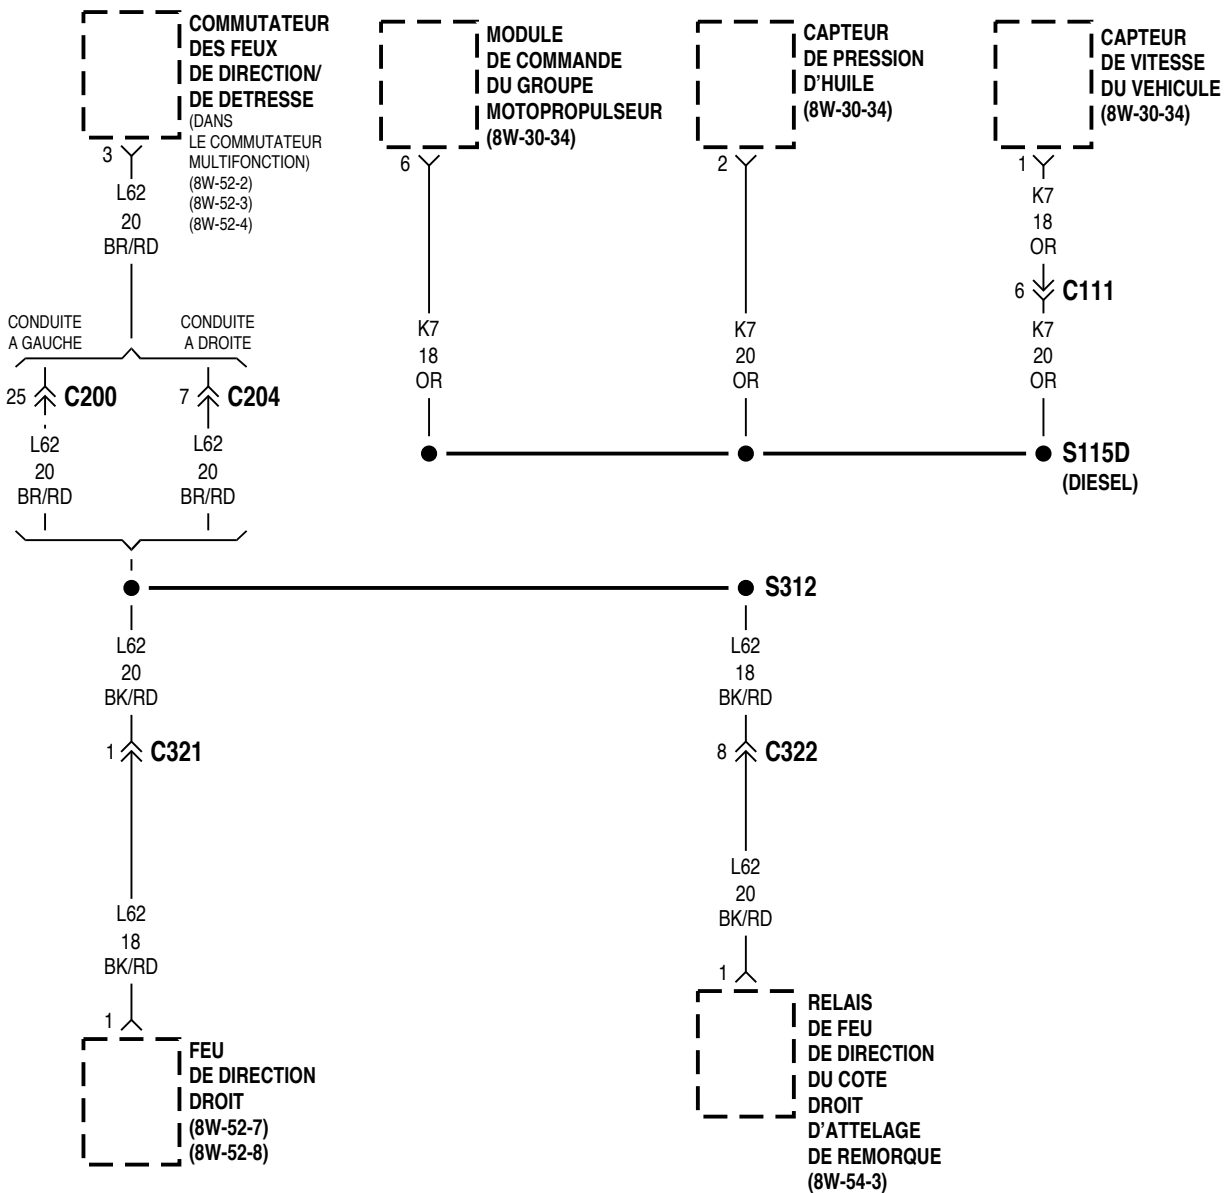 COMMUTATEUR
DES FEUX
DE DIRECTION/
DE DETRESSE
(DANS
LE COMMUTATEUR
MULTIFONCTION)
(8W-52-2)
(8W-52-3)
(8W-52-4)
3
L62
20
BR/RD
MODULE
DE COMMANDE
DU GROUPE
MOTOPROPULSEUR
(8W-30-34)
6
CAPTEUR
DE PRESSION
D'HUILE
(8W-30-34)
2
CAPTEUR
DE VITESSE
DU VEHICULE
(8W-30-34)
1
K7
18
OR
6 C111
CONDUITE
A GAUCHE
CONDUITE
A DROITE
K7
18
OR
K7
20
OR
K7
20
OR
25 C200
7 C204
L62
20
BR/RD
L62
20
BR/RD
S115D
(DIESEL)
S312
L62
20
BK/RD
L62
18
BK/RD
1 C321
8 C322
L62
18
BK/RD
L62
20
BK/RD
1
1
FEU
DE DIRECTION
DROIT
(8W-52-7)
(8W-52-8)
RELAIS
DE FEU
DE DIRECTION
DU COTE
DROIT
D'ATTELAGE
DE REMORQUE
(8W-54-3)